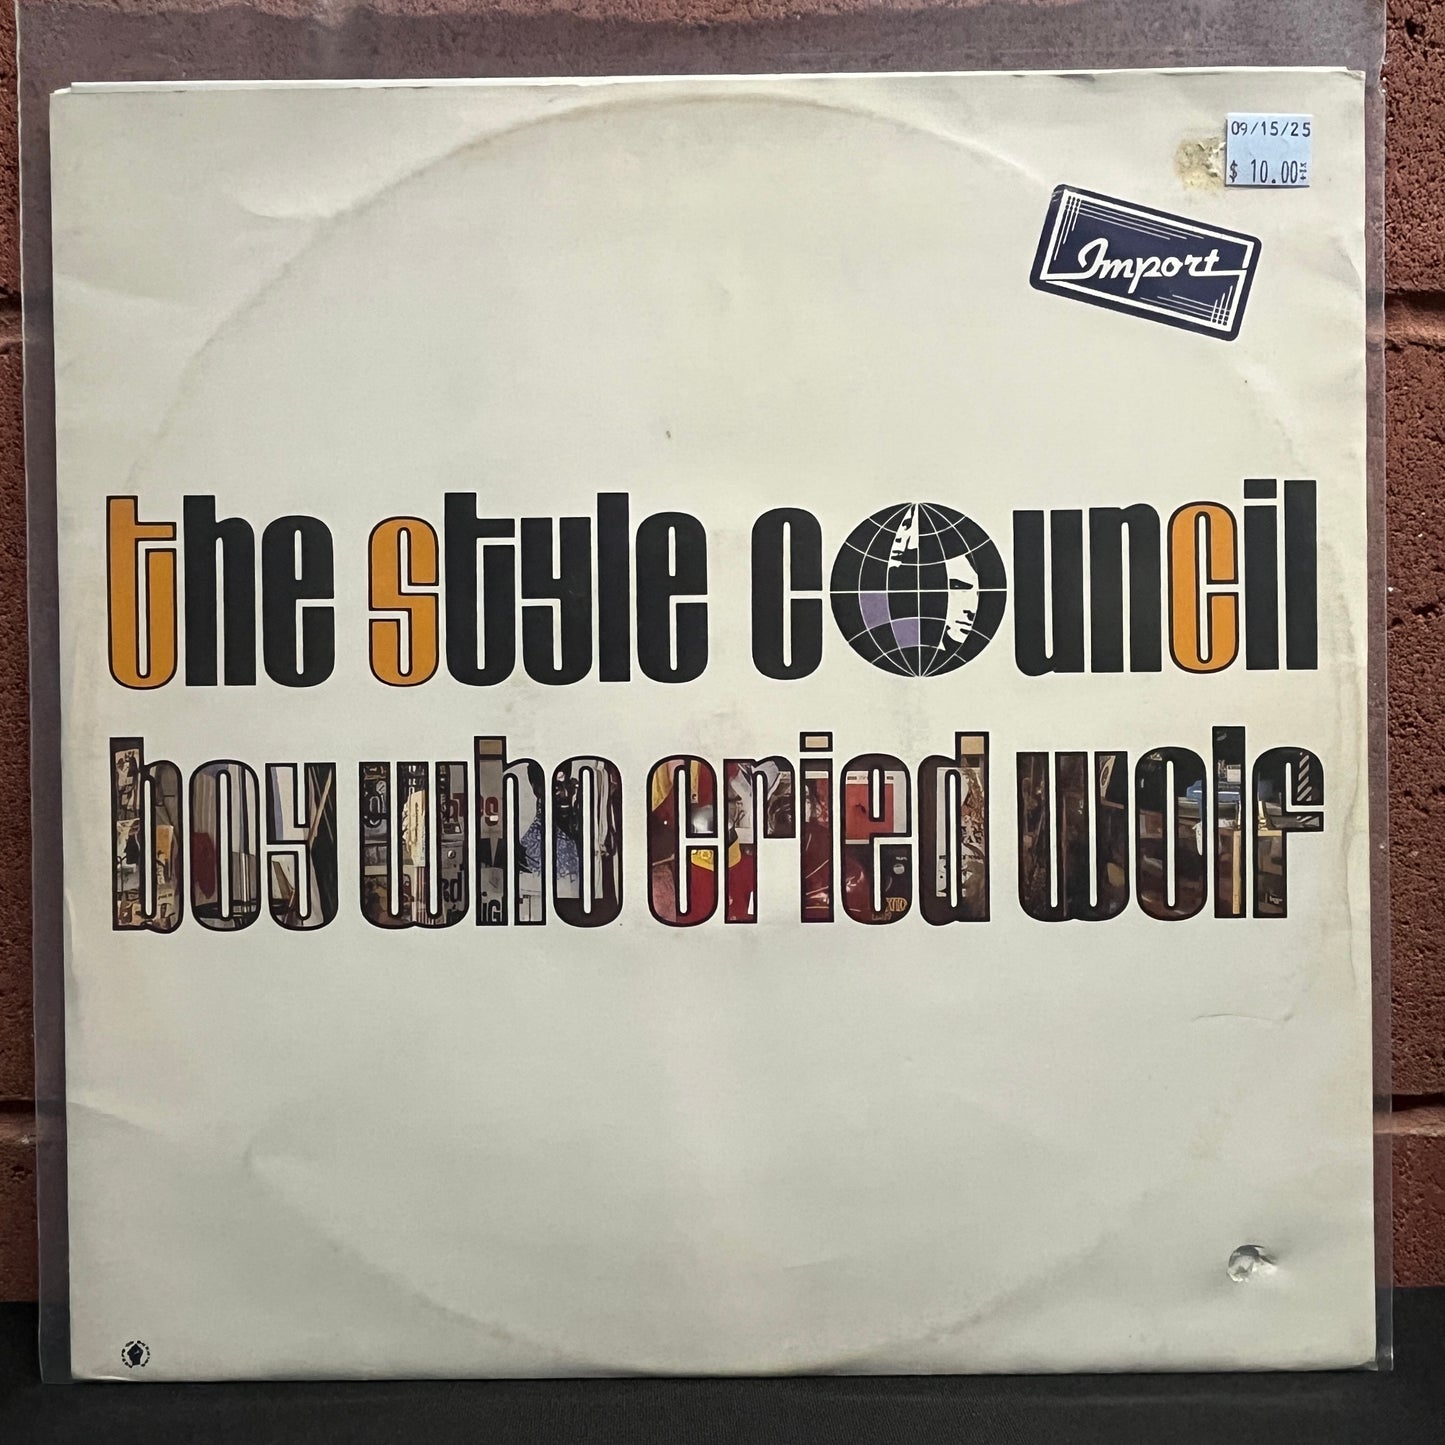 09/15/25
$ 10.00
Import
the style council
boy who cried wolf